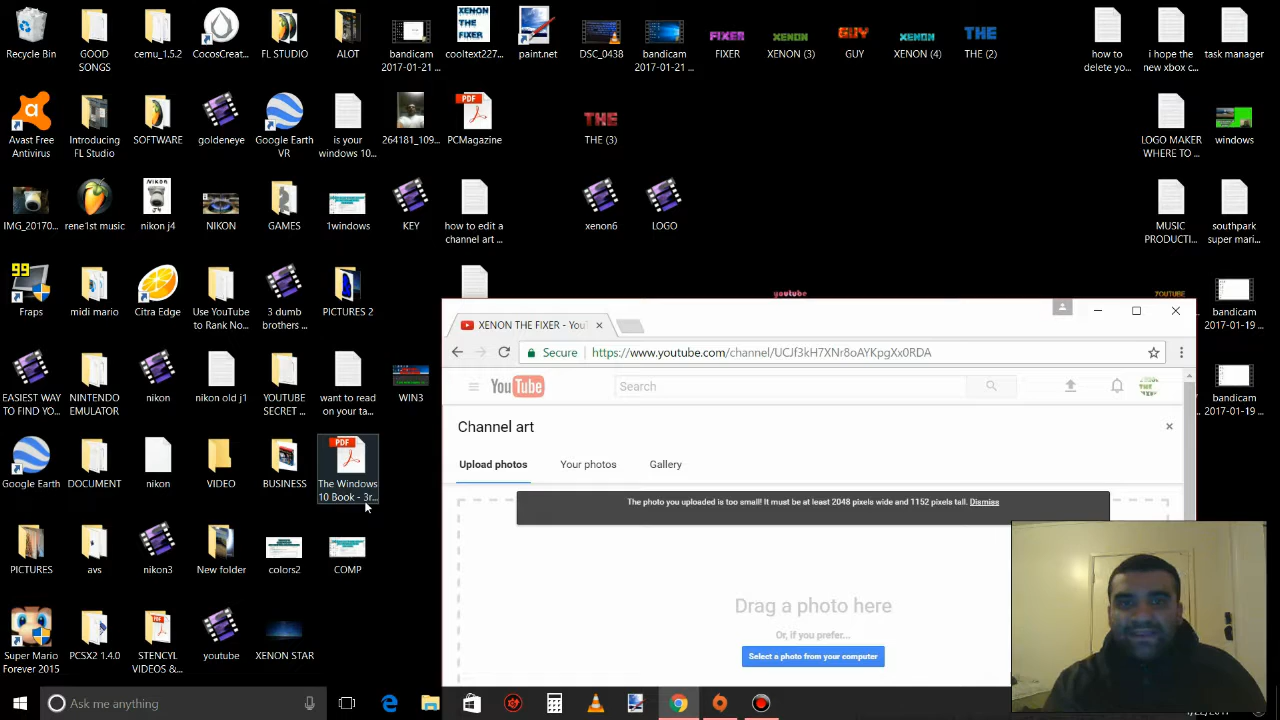 Recycle Bin
GOOD SONGS
cemu_1.5.2
CocosCreat...
FL STUDIO
ALOT
bandicam 2017-01-21 ...
XENON THE FIXER
cooltext227...
paint.net
DSC_0438
bandicam 2017-01-21 ...
FIXER
FIXER
XENON
XENON (3)
GUY
GUY
XENON
XENON (4)
THE
THE (2)
how to delete yo...
i hope the new xbox c...
task manager
Avast Free Antivirus
Introducing FL Studio
SOFTWARE
goldeneye
Google Earth VR
is your windows 10...
264181_109...
PDF
PCMagazine
THE
THE (3)
LOGO MAKER WHERE TO ...
windows
IMG_20170...
rene1st music
nikon j4
NIKON
GAMES
1windows
KEY
how to edit a channel art ...
xenon6
LOGO
MUSIC PRODUCTI...
southpark super mari...
99
Fraps
midi mario
Citra Edge
Use YouTube to Rank No...
3 dumb brothers ...
PICTURES 2
youtube
YOUTUBE
bandicam 2017-01-19 ...
EASIEST WAY TO FIND YO...
NINTENDO EMULATOR
nikon
nikon old j1
YOUTUBE SECRET ...
want to read on your ta...
WIN3
bandicam 2017-01-19 ...
Google Earth
DOCUMENT
nikon
VIDEO
BUSINESS
PDF
The Windows 10 Book - 3r...
PICTURES
avs
nikon3
New folder
colors2
COMP
Super Mario Forever 2015
PCSX2 1.4.0
PDF
STENCYL VIDEOS &...
youtube
XENON STAR
XENON THE FIXER - You
Secure
https://www.youtube.com/channel/UCJf3kH7XNr8oAYKpgXx0RDA
YouTube
Search
Channel art
Upload photos
Your photos
Gallery
The photo you uploaded is too small! It must be at least 2048 pixels wide and 1152 pixels tall. Dismiss
Drag a photo here
Or, if you prefer...
Select a photo from your computer
Ask me anything